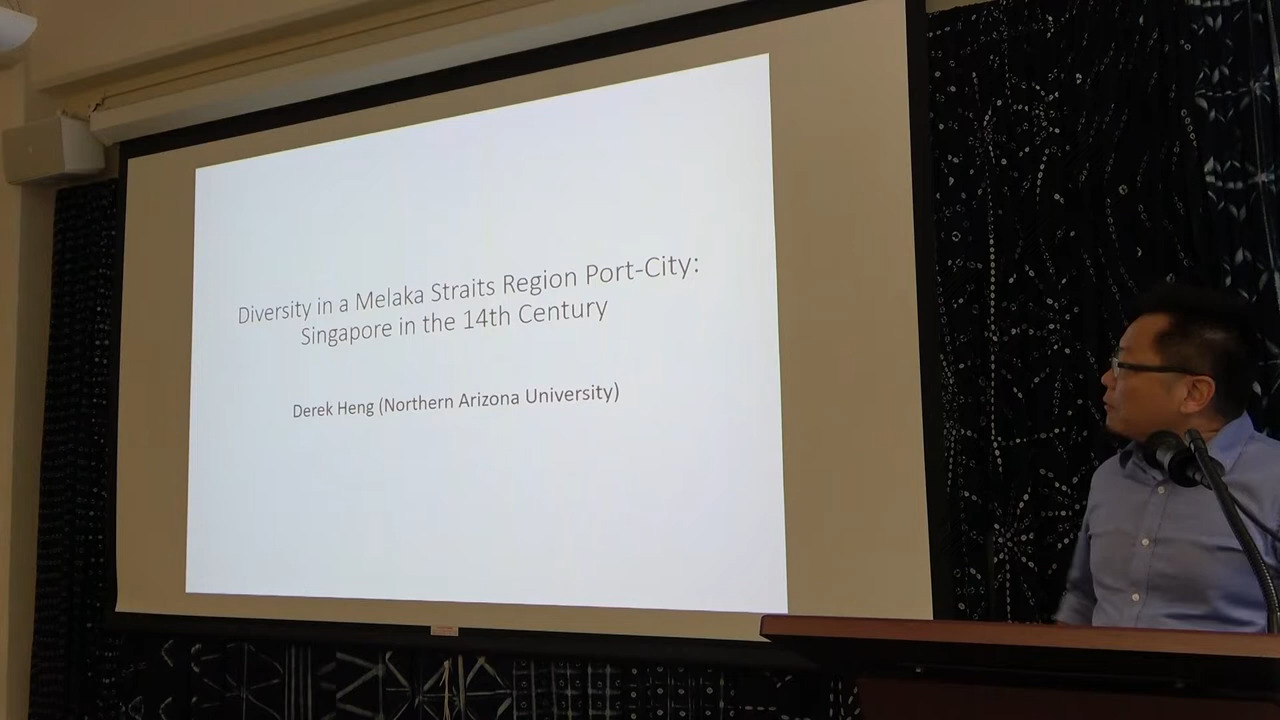 Diversity in a Melaka Straits Region Port-City:
Singapore in the 14th Century
Derek Heng (Northern Arizona University)